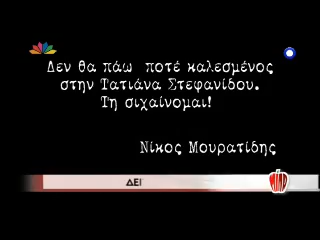 Δεν θα πάω ποτέ καλεσμένος
στην Τατιάνα Στεφανίδου.
Τη σιχαίνομαι!
Νίκος Μουρατίδης
ΔΕΙ